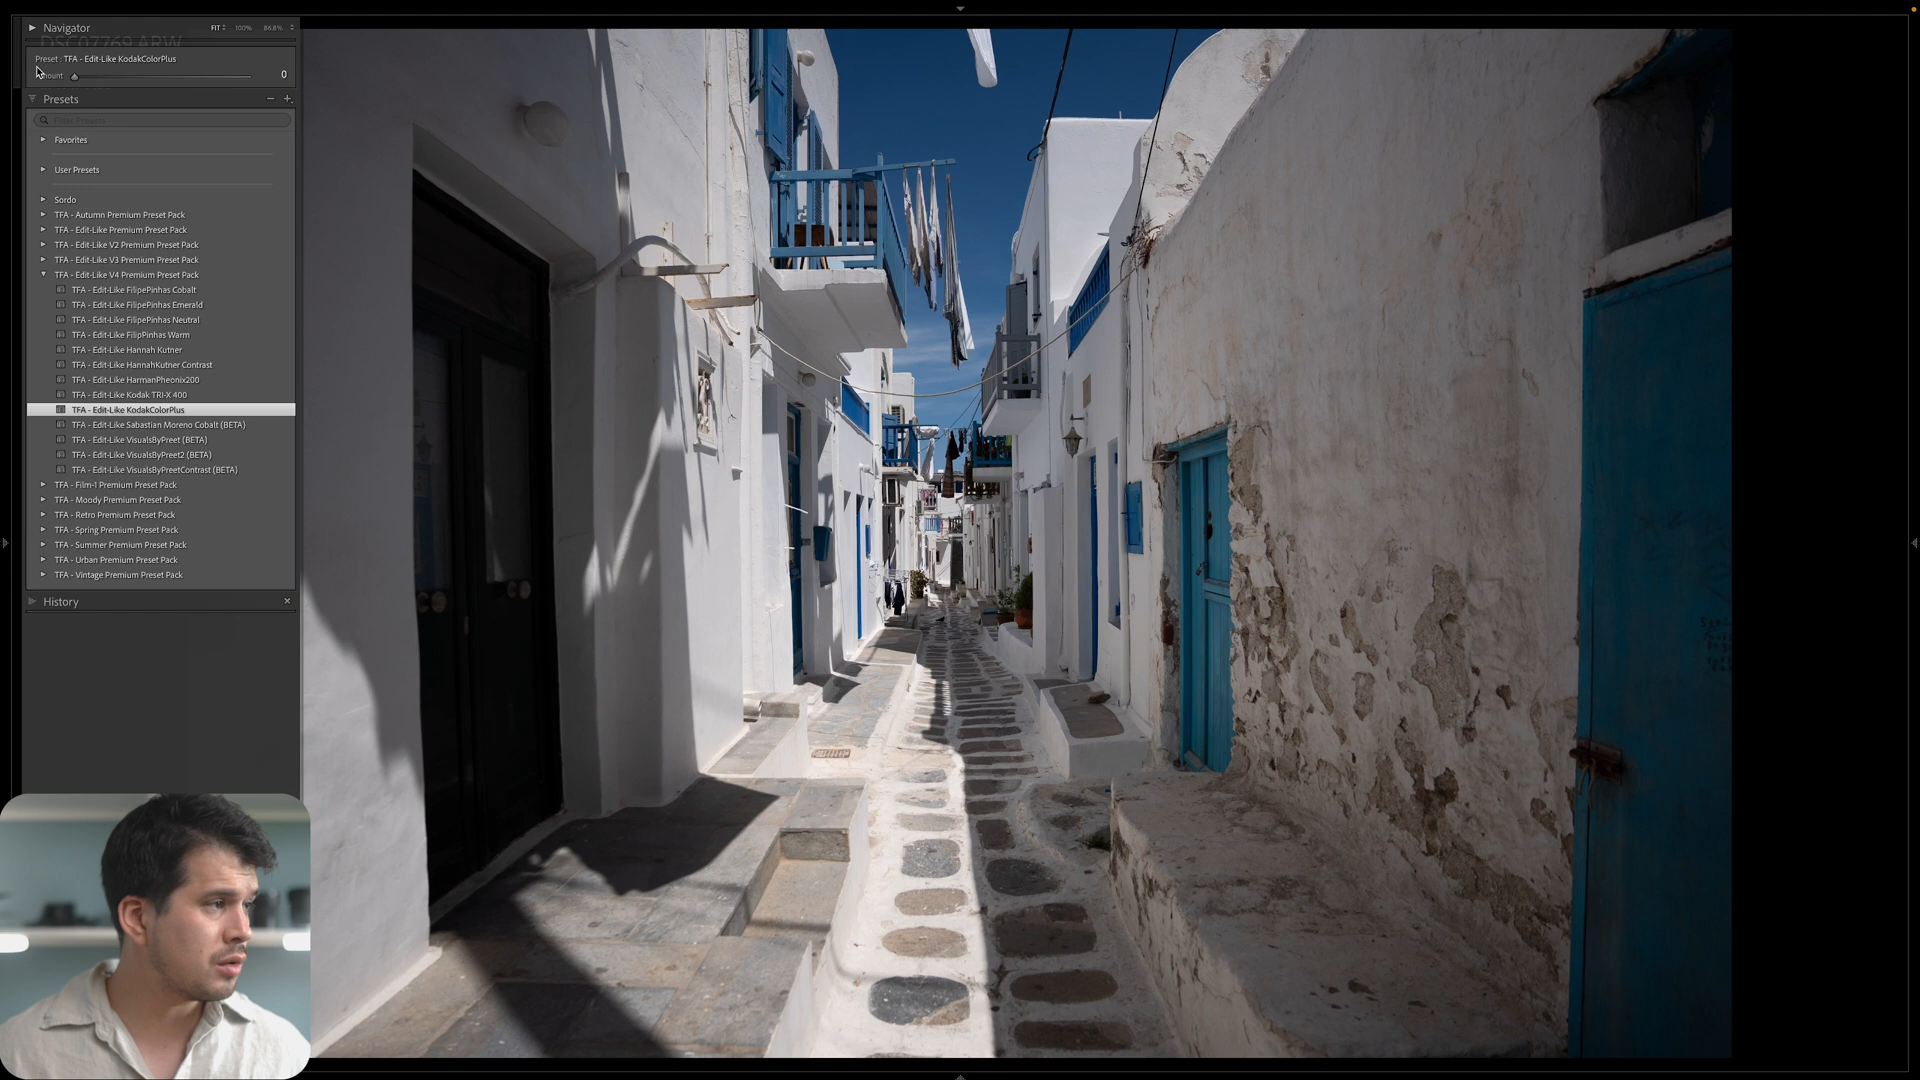 Navigator FIT 100% 86.8%
DSC07769.ARW
Preset : TFA - Edit-Like KodakColorPlus
Amount 0
Presets
Filter Presets
Favorites
User Presets
Sordo
TFA - Autumn Premium Preset Pack
TFA - Edit-Like Premium Preset Pack
TFA - Edit-Like V2 Premium Preset Pack
TFA - Edit-Like V3 Premium Preset Pack
TFA - Edit-Like V4 Premium Preset Pack
TFA - Edit-Like FilipePinhas Cobalt
TFA - Edit-Like FilipePinhas Emerald
TFA - Edit-Like FilipePinhas Neutral
TFA - Edit-Like FilipPinhas Warm
TFA - Edit-Like Hannah Kutner
TFA - Edit-Like HannahKutner Contrast
TFA - Edit-Like HarmanPheonix200
TFA - Edit-Like Kodak TRI-X 400
TFA - Edit-Like KodakColorPlus
TFA - Edit-Like Sabastian Moreno Cobalt (BETA)
TFA - Edit-Like VisualsByPreet (BETA)
TFA - Edit-Like VisualsByPreet2 (BETA)
TFA - Edit-Like VisualsByPreetContrast (BETA)
TFA - Film-1 Premium Preset Pack
TFA - Moody Premium Preset Pack
TFA - Retro Premium Preset Pack
TFA - Spring Premium Preset Pack
TFA - Summer Premium Preset Pack
TFA - Urban Premium Preset Pack
TFA - Vintage Premium Preset Pack
History